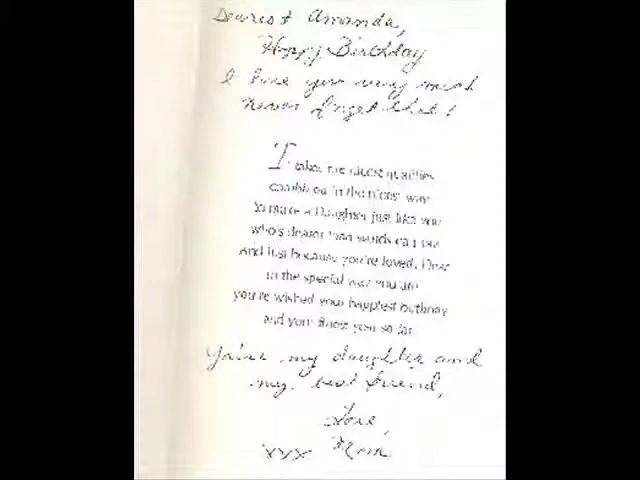 Dearest Amanda,
Happy Birthday
I love you very much
Never forget that!
It takes the nicest qualities
combined in the nicest way
To make a Daughter just like you
who's dearer than words can say
And just because you're loved, Dear
in the special way you are
you're wished your happiest birthday
and your finest you so far
You're my daughter and
my best friend,
Love,
xxx Mom